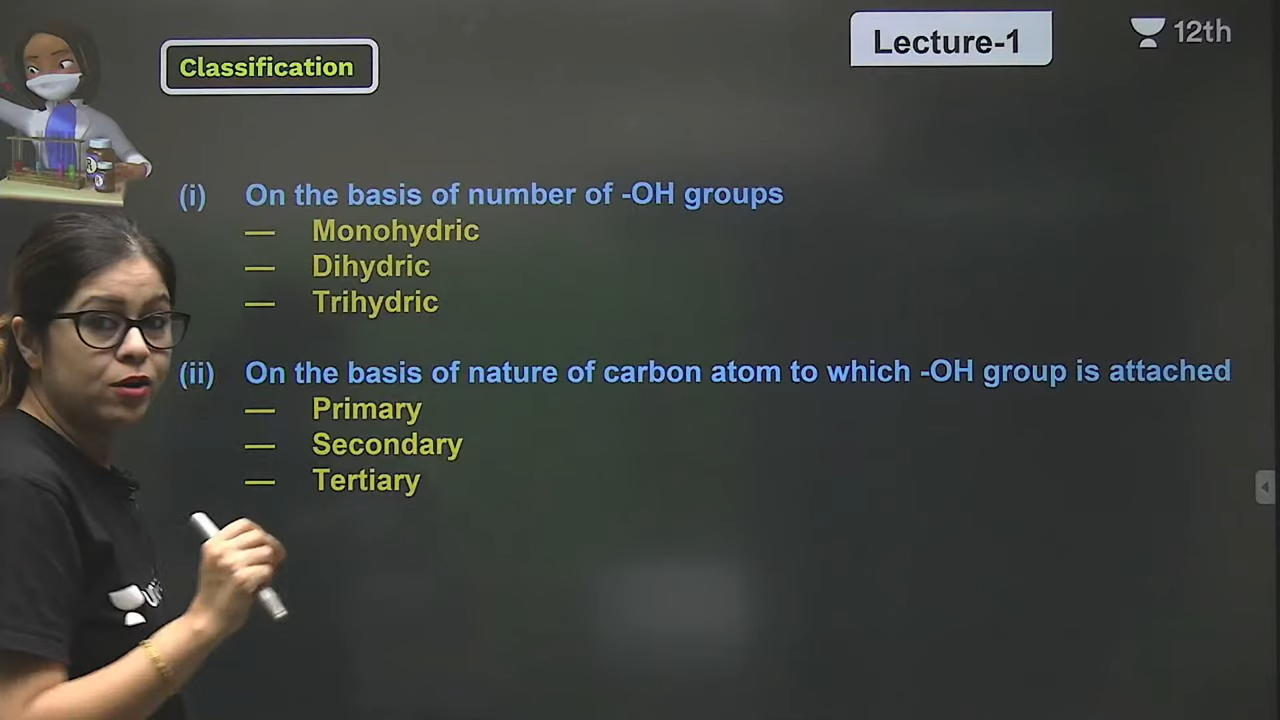 Lecture-1
12th
Classification
(i) On the basis of number of -OH groups
— Monohydric
— Dihydric
— Trihydric
(ii) On the basis of nature of carbon atom to which -OH group is attached
— Primary
— Secondary
— Tertiary